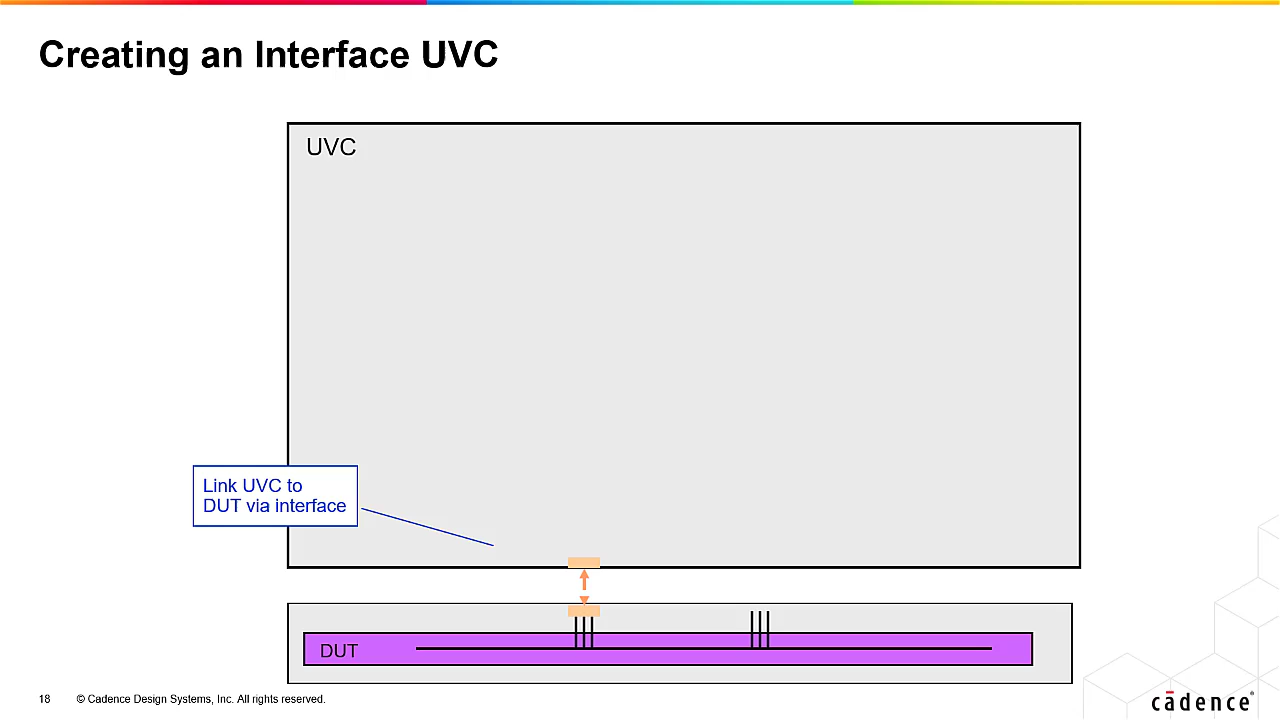 Creating an Interface UVC
UVC
Link UVC to
DUT via interface
DUT
18
© Cadence Design Systems, Inc. All rights reserved.
cādence®